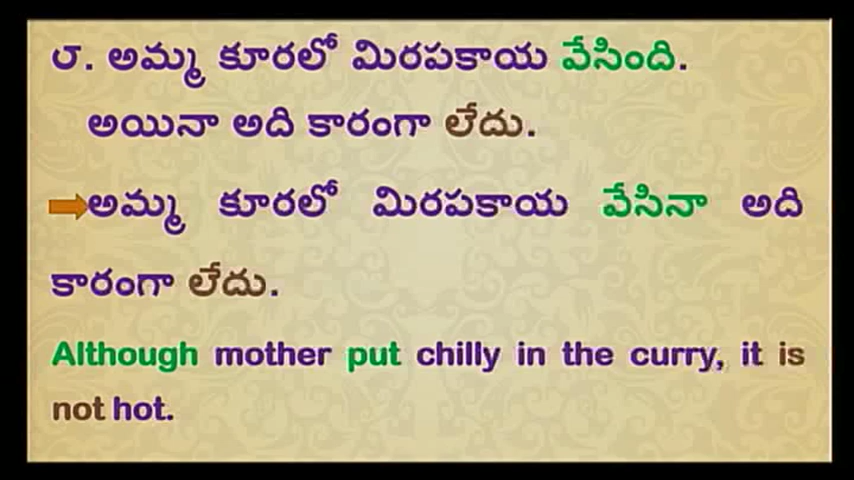 ౮. అమ్మ కూరలో మిరపకాయ వేసింది.
అయినా అది కారంగా లేదు.
అమ్మ కూరలో మిరపకాయ వేసినా అది
కారంగా లేదు.
Although mother put chilly in the curry, it is
not hot.